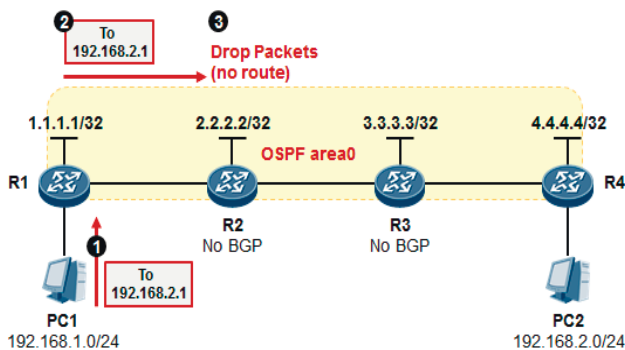 2
To
192.168.2.1
3
Drop Packets
(no route)
1.1.1.1/32
2.2.2.2/32
3.3.3.3/32
4.4.4.4/32
OSPF area0
R1
R4
R2
No BGP
R3
No BGP
1
To
192.168.2.1
PC1
192.168.1.0/24
PC2
192.168.2.0/24